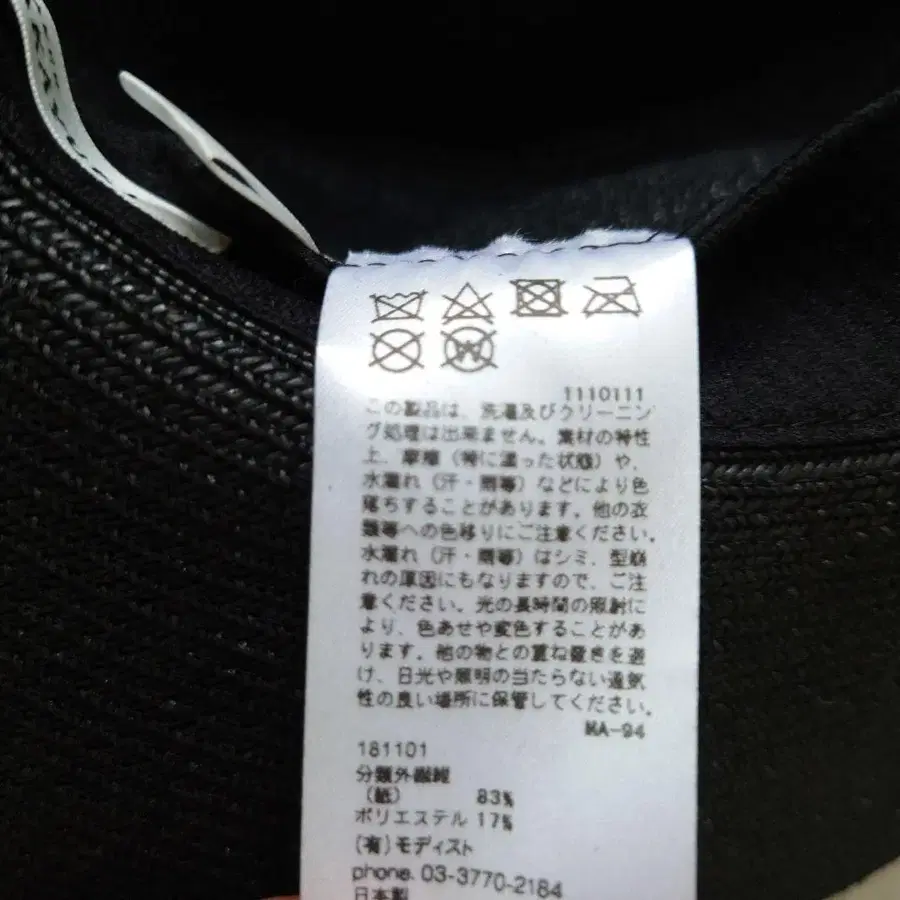 1110111
この製品は、洗濯及びクリーニン
グ処理は出来ません。素材の特性
上、摩擦（特に湿った状態）や、
水濡れ（汗・雨等）などにより色
落ちすることがあります。他の衣
類等への色移りにご注意ください。
水濡れ（汗・雨等）はシミ、型崩
れの原因にもなりますので、ご注
意ください。光の長時間の照射に
より、色あせや変色することがあ
ります。他の物との重ね置きを避
け、日光や照明の当たらない通気
性の良い場所に保管してください。
MA-94
181101
分類外繊維
（紙） 83%
ポリエステル 17%
(有)モディスト
phone. 03-3770-2184
日本製